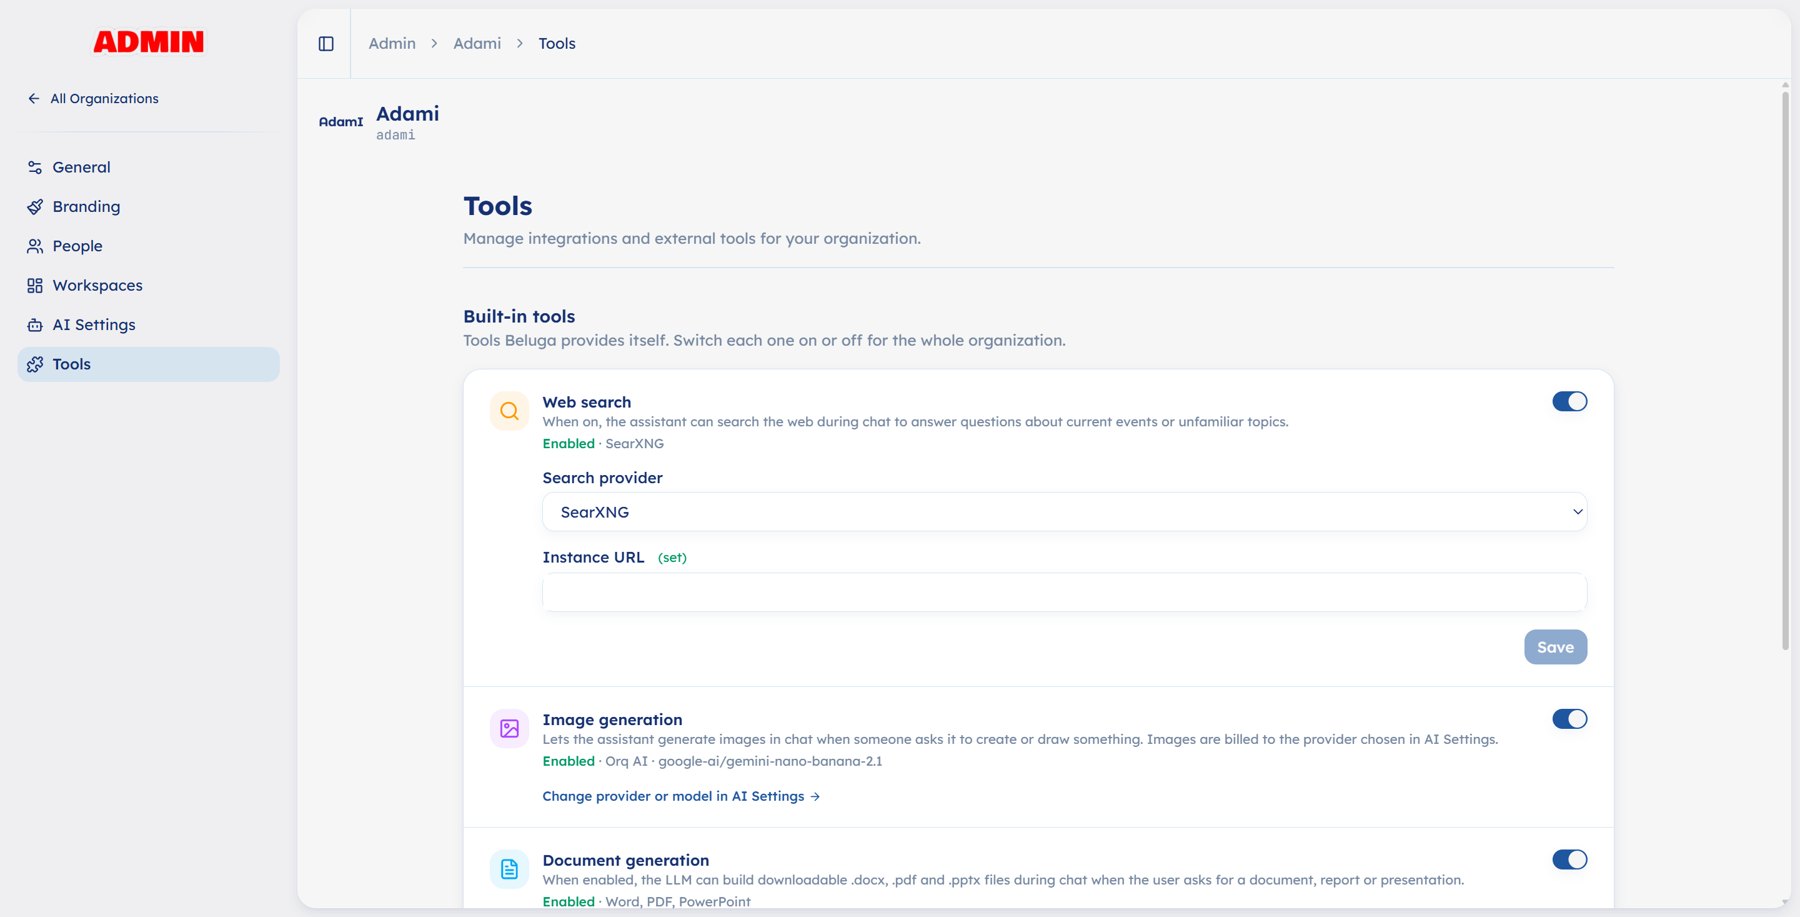 ADMIN
All Organizations
General
Branding
People
Workspaces
AI Settings
Tools
Admin > Adami > Tools
AdamI
Adami
adami
Tools
Manage integrations and external tools for your organization.
Built-in tools
Tools Beluga provides itself. Switch each one on or off for the whole organization.
Web search
When on, the assistant can search the web during chat to answer questions about current events or unfamiliar topics.
Enabled · SearXNG
Search provider
SearXNG
Instance URL (set)
Save
Image generation
Lets the assistant generate images in chat when someone asks it to create or draw something. Images are billed to the provider chosen in AI Settings.
Enabled · Orq AI · google-ai/gemini-nano-banana-2.1
Change provider or model in AI Settings →
Document generation
When enabled, the LLM can build downloadable .docx, .pdf and .pptx files during chat when the user asks for a document, report or presentation.
Enabled · Word, PDF, PowerPoint